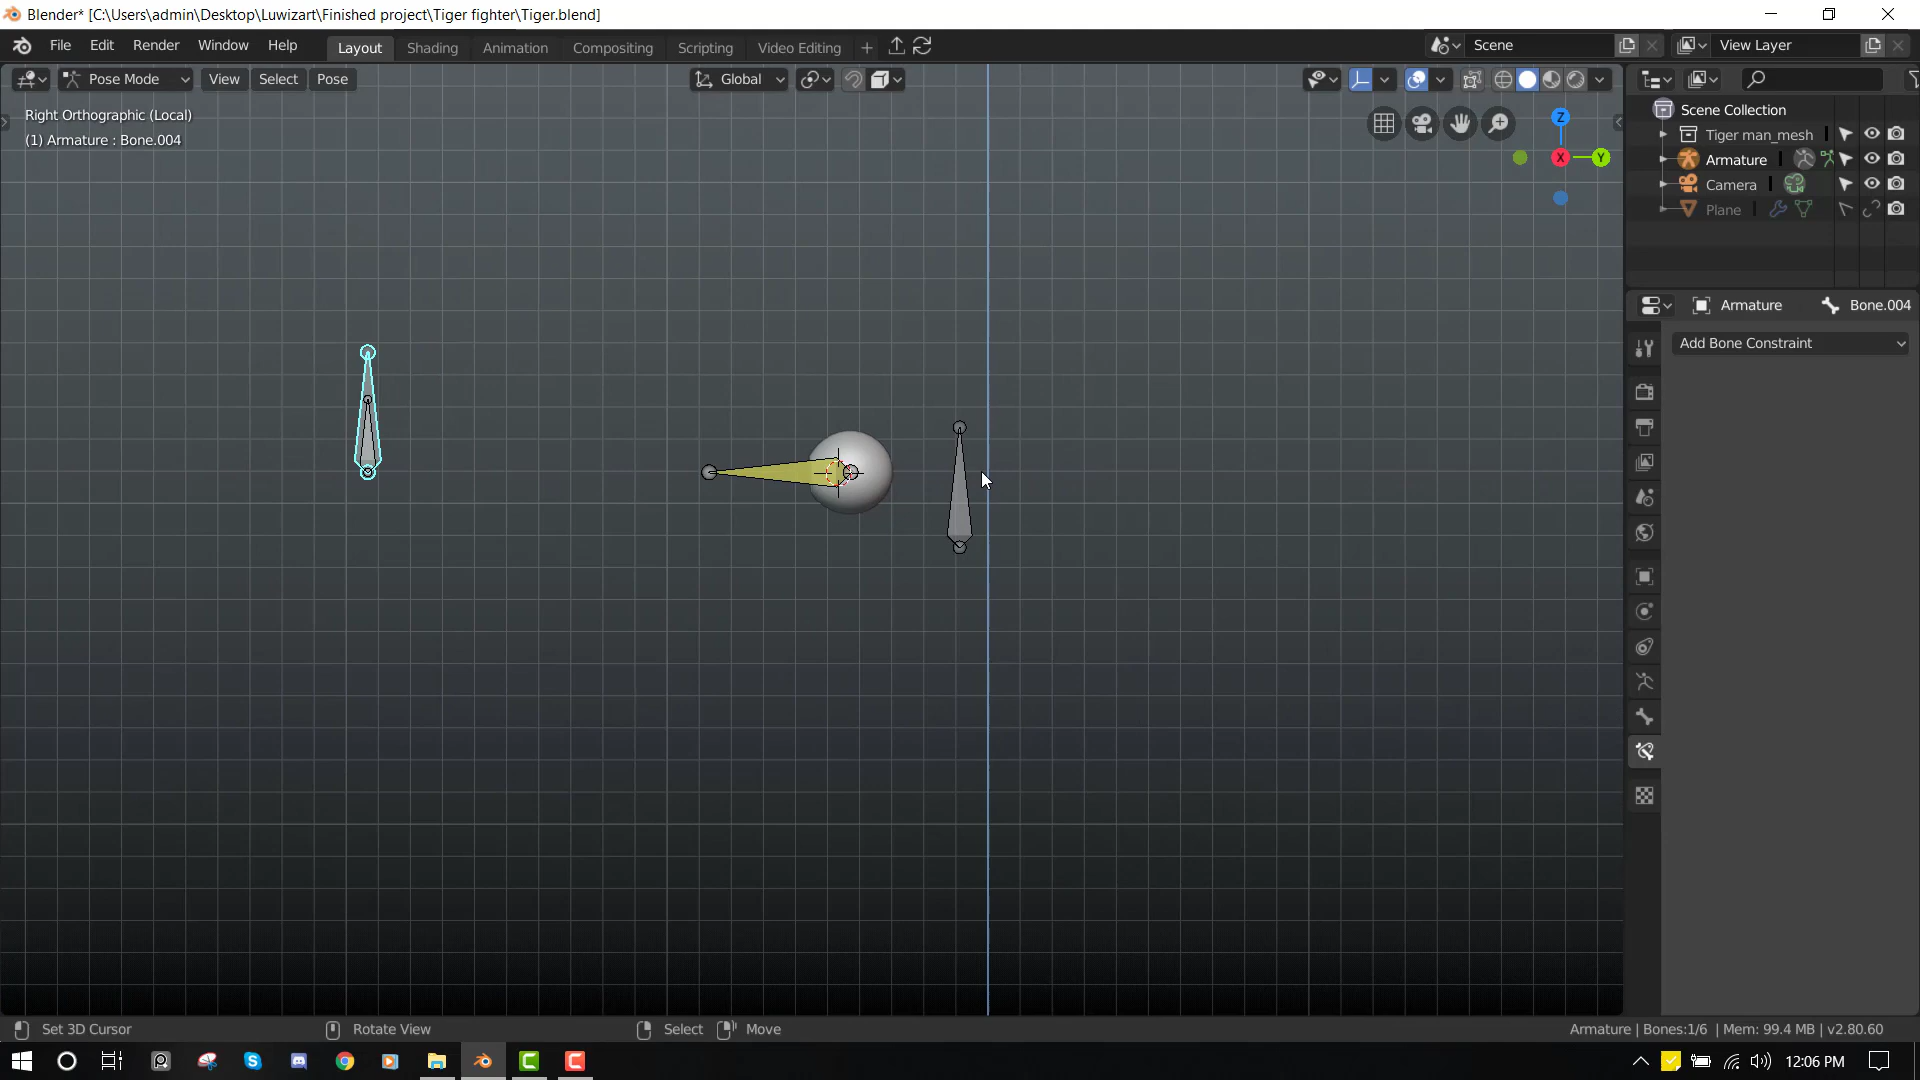 Blender* [C:\Users\admin\Desktop\Luwizart\Finished project\Tiger fighter\Tiger.blend]
File Edit Render Window Help Layout Shading Animation Compositing Scripting Video Editing + Scene View Layer
Pose Mode View Select Pose Global
Right Orthographic (Local)
(1) Armature : Bone.004
Z
X
Y
Scene Collection
Tiger man_mesh
Armature
Camera
Plane
Armature Bone.004
Add Bone Constraint
Set 3D Cursor Rotate View Select Move Armature | Bones:1/6 | Mem: 99.4 MB | v2.80.60
12:06 PM